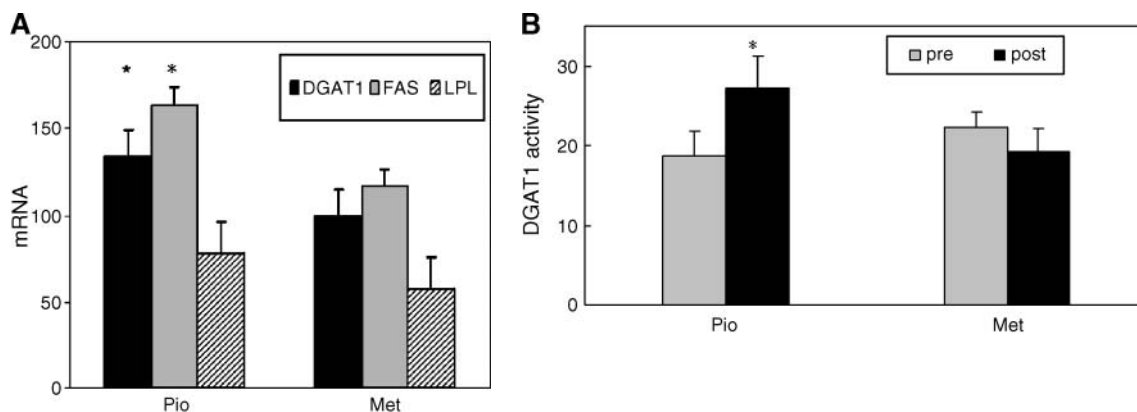 A
200
150
100
50
0
mRNA
* *
DGAT1 FAS LPL
Pio Met
B
30
20
10
0
DGAT1 activity
*
pre post
Pio Met